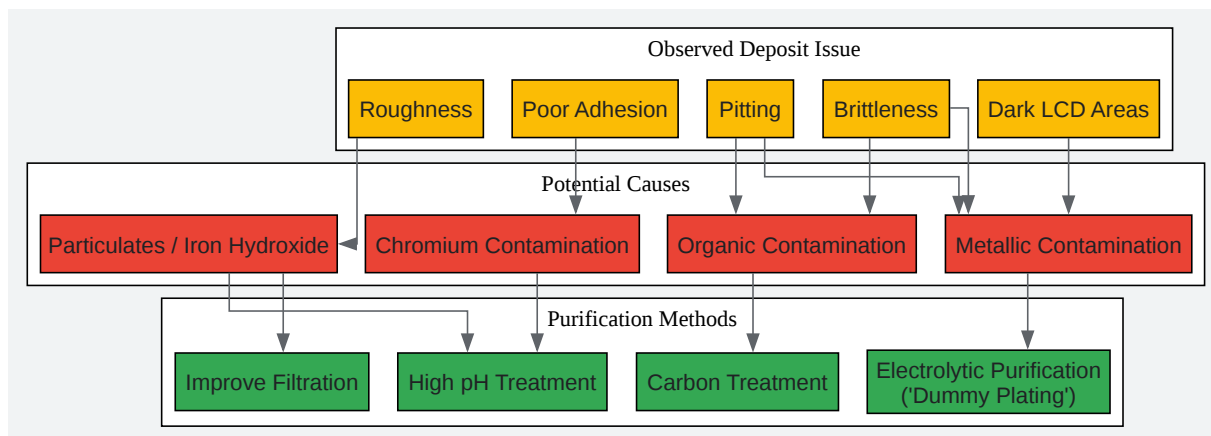 Observed Deposit Issue
Roughness
Poor Adhesion
Pitting
Brittleness
Dark LCD Areas
Potential Causes
Particulates / Iron Hydroxide
Chromium Contamination
Organic Contamination
Metallic Contamination
Purification Methods
Improve Filtration
High pH Treatment
Carbon Treatment
Electrolytic Purification
('Dummy Plating')